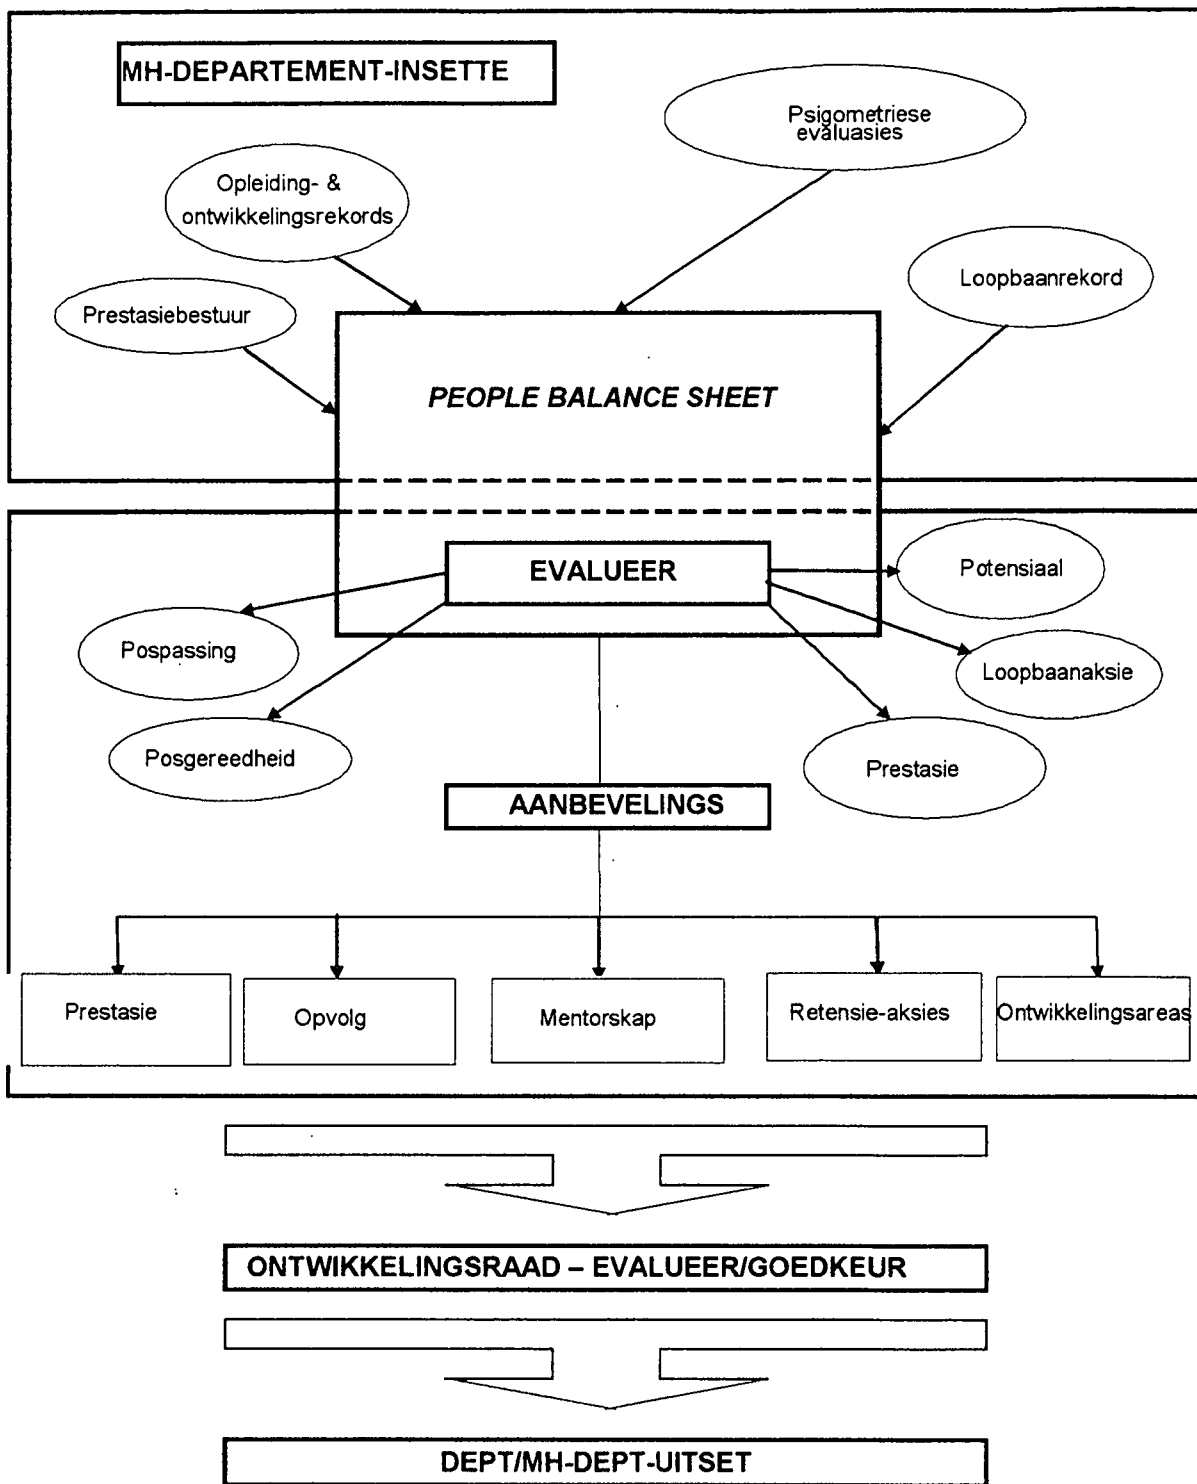 MH-DEPARTEMENT-INSETTE
Psigometriese
evaluasies
Opleiding- &
ontwikkelingsrekords
Loopbaanrekord
Prestasiebestuur
PEOPLE BALANCE SHEET
EVALUEER
Potensiaal
Pospassing
Loopbaanaksie
Posgereedheid
Prestasie
AANBEVELINGS
Prestasie
Opvolg
Mentorskap
Retensie-aksies
Ontwikkelingsareas
ONTWIKKELINGSRAAD – EVALUEER/GOEDKEUR
DEPT/MH-DEPT-UITSET